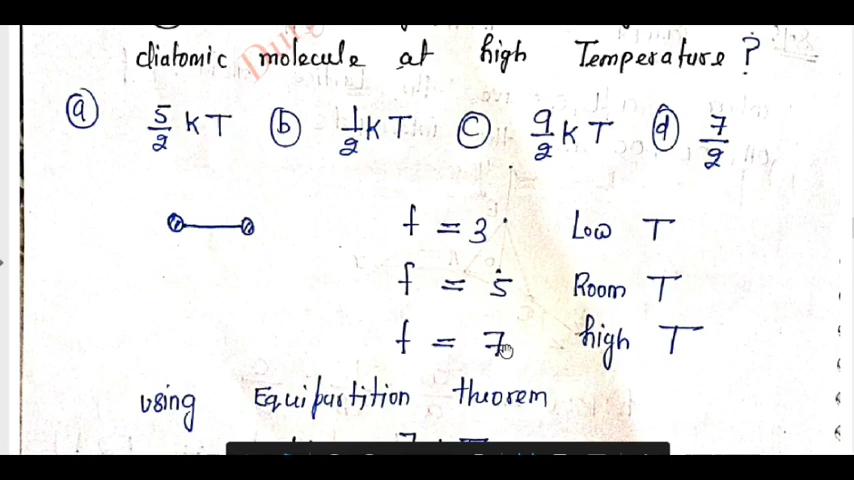 diatomic molecule at high Temperature ?
(a) 5/2 kT (b) 1/2 kT (c) 9/2 kT (d) 7/2
f = 3 Low T
f = 5 Room T
f = 7 high T
using Equipartition theorem